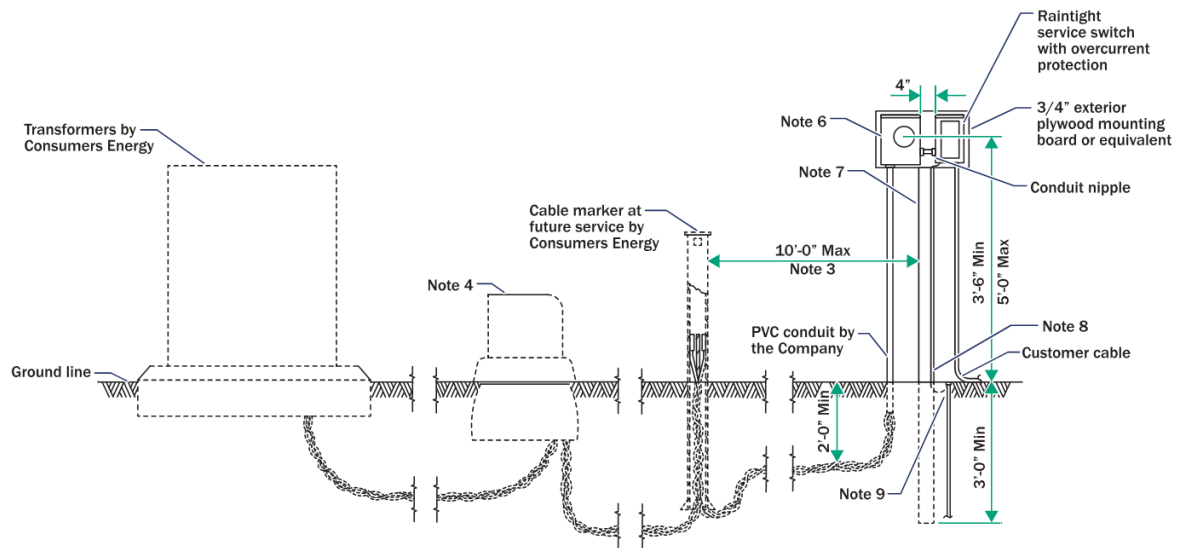 Raintight
service switch
with overcurrent
protection
4”
3/4” exterior
plywood mounting
board or equivalent
Note 6
Transformers by
Consumers Energy
Note 7
Conduit nipple
Cable marker at
future service by
Consumers Energy
10’-0” Max
Note 3
3’-6” Min
5’-0” Max
Note 4
PVC conduit by
the Company
Note 8
Customer cable
Ground line
2’-0” Min
3’-0” Min
Note 9